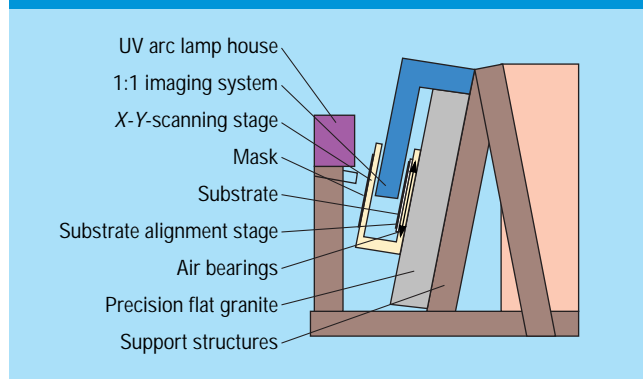 UV arc lamp house
1:1 imaging system
X-Y-scanning stage
Mask
Substrate
Substrate alignment stage
Air bearings
Precision flat granite
Support structures